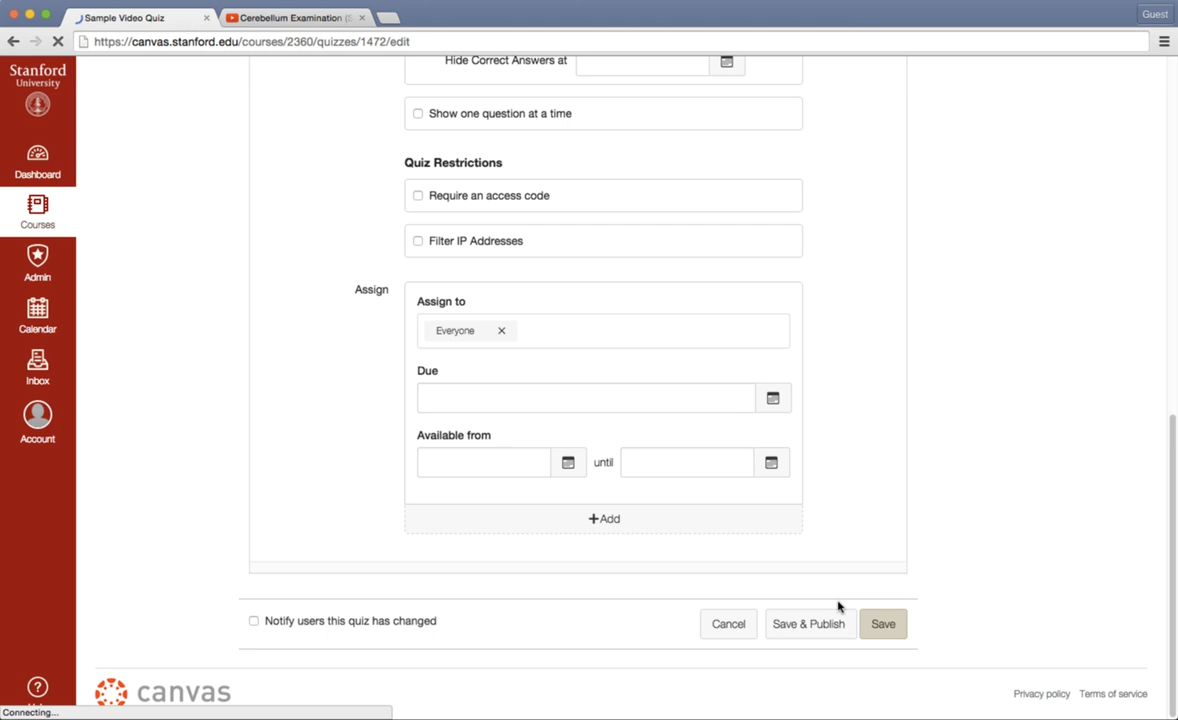 Sample Video Quiz
Cerebellum Examination (
Guest
https://canvas.stanford.edu/courses/2360/quizzes/1472/edit
Stanford
University
Dashboard
Courses
Admin
Calendar
Inbox
Account
Hide Correct Answers at
Show one question at a time
Quiz Restrictions
Require an access code
Filter IP Addresses
Assign
Assign to
Everyone
Due
Available from
until
+Add
Notify users this quiz has changed
Cancel
Save & Publish
Save
canvas
Privacy policy
Terms of service
Connecting...